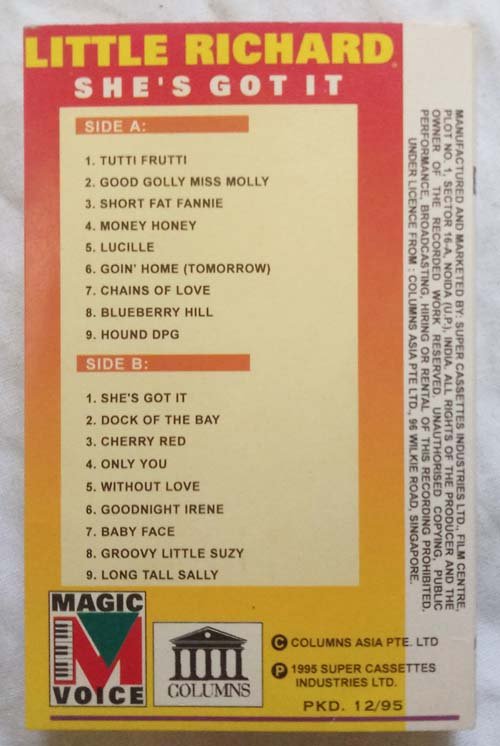 LITTLE RICHARD
SHE'S GOT IT
SIDE A:
1. TUTTI FRUTTI
2. GOOD GOLLY MISS MOLLY
3. SHORT FAT FANNIE
4. MONEY HONEY
5. LUCILLE
6. GOIN' HOME (TOMORROW)
7. CHAINS OF LOVE
8. BLUEBERRY HILL
9. HOUND DPG
SIDE B:
1. SHE'S GOT IT
2. DOCK OF THE BAY
3. CHERRY RED
4. ONLY YOU
5. WITHOUT LOVE
6. GOODNIGHT IRENE
7. BABY FACE
8. GROOVY LITTLE SUZY
9. LONG TALL SALLY
MAGIC
VOICE
COLUMNS
C COLUMNS ASIA PTE. LTD
P 1995 SUPER CASSETTES
INDUSTRIES LTD.
PKD. 12/95
MANUFACTURED AND MARKETED BY: SUPER CASSETTES INDUSTRIES LTD., FILM CENTRE,
PLOT NO. 1, SECTOR 16-A, NOIDA (U.P.), INDIA. ALL RIGHTS OF THE PRODUCER AND THE
OWNER OF THE RECORDED WORK RESERVED. UNAUTHORISED COPYING, PUBLIC
PERFORMANCE, BROADCASTING, HIRING OR RENTAL OF THIS RECORDING PROHIBITED.
UNDER LICENCE FROM : COLUMNS ASIA PTE LTD., 96 WILKIE ROAD, SINGAPORE.